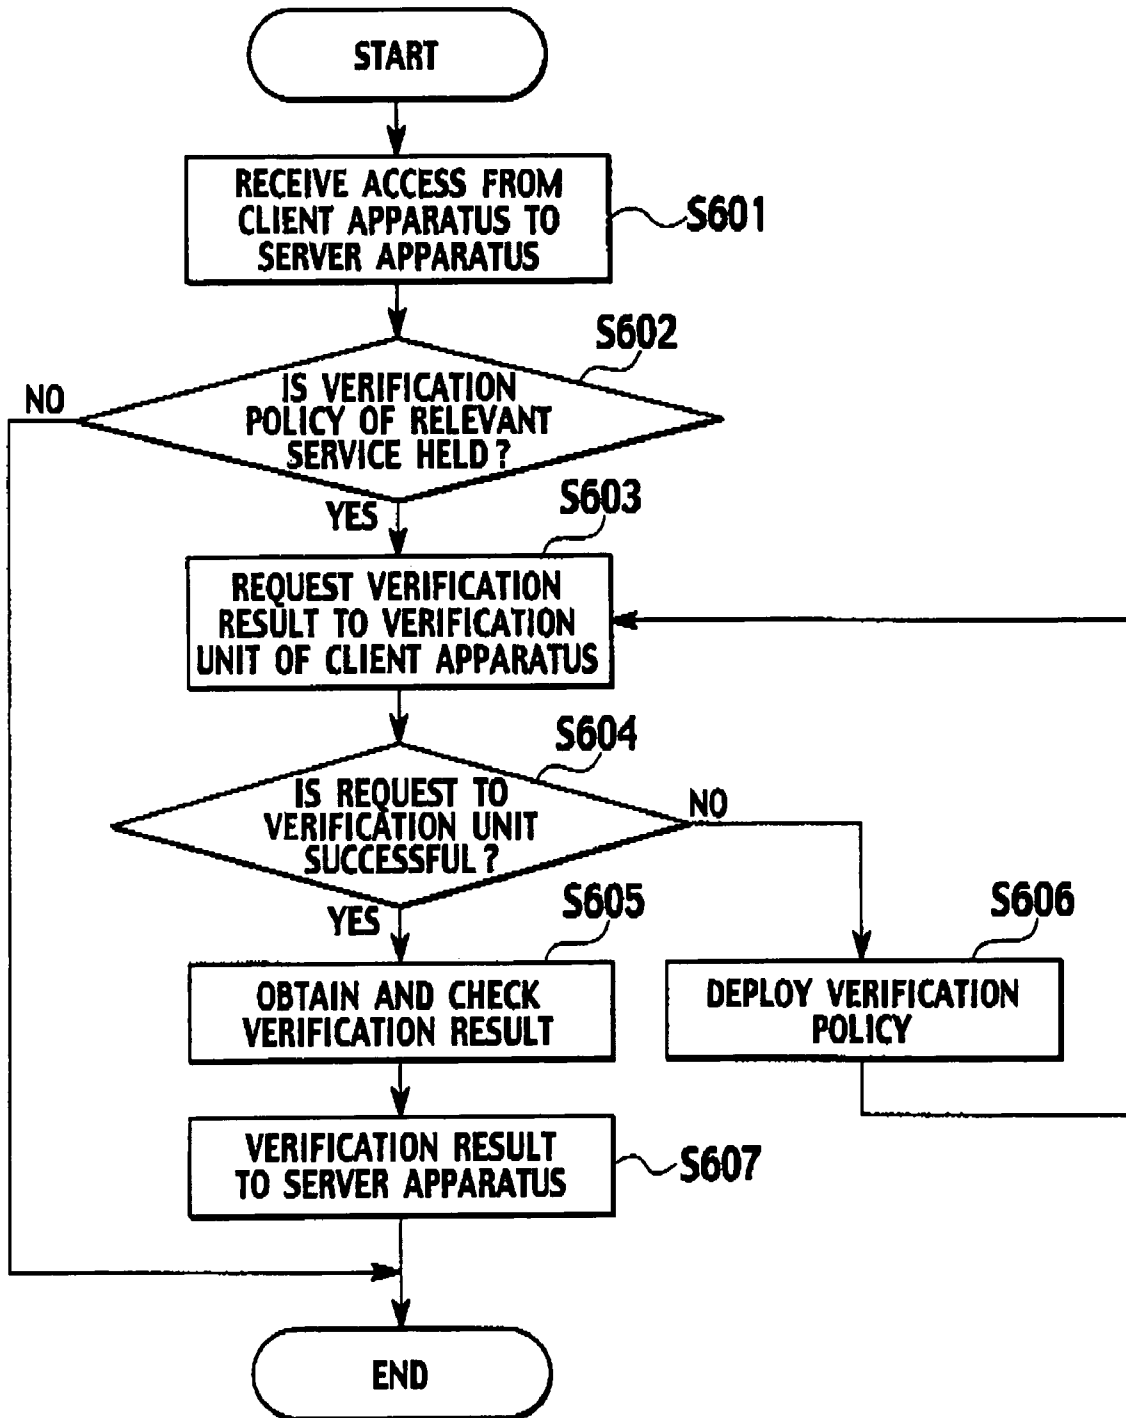 START
RECEIVE ACCESS FROM
CLIENT APPARATUS TO
SERVER APPARATUS
S601
S602
IS VERIFICATION
POLICY OF RELEVANT
SERVICE HELD?
NO
YES
S603
REQUEST VERIFICATION
RESULT TO VERIFICATION
UNIT OF CLIENT APPARATUS
S604
IS REQUEST TO
VERIFICATION UNIT
SUCCESSFUL?
NO
YES
S605
OBTAIN AND CHECK
VERIFICATION RESULT
S606
DEPLOY VERIFICATION
POLICY
VERIFICATION RESULT
TO SERVER APPARATUS
S607
END